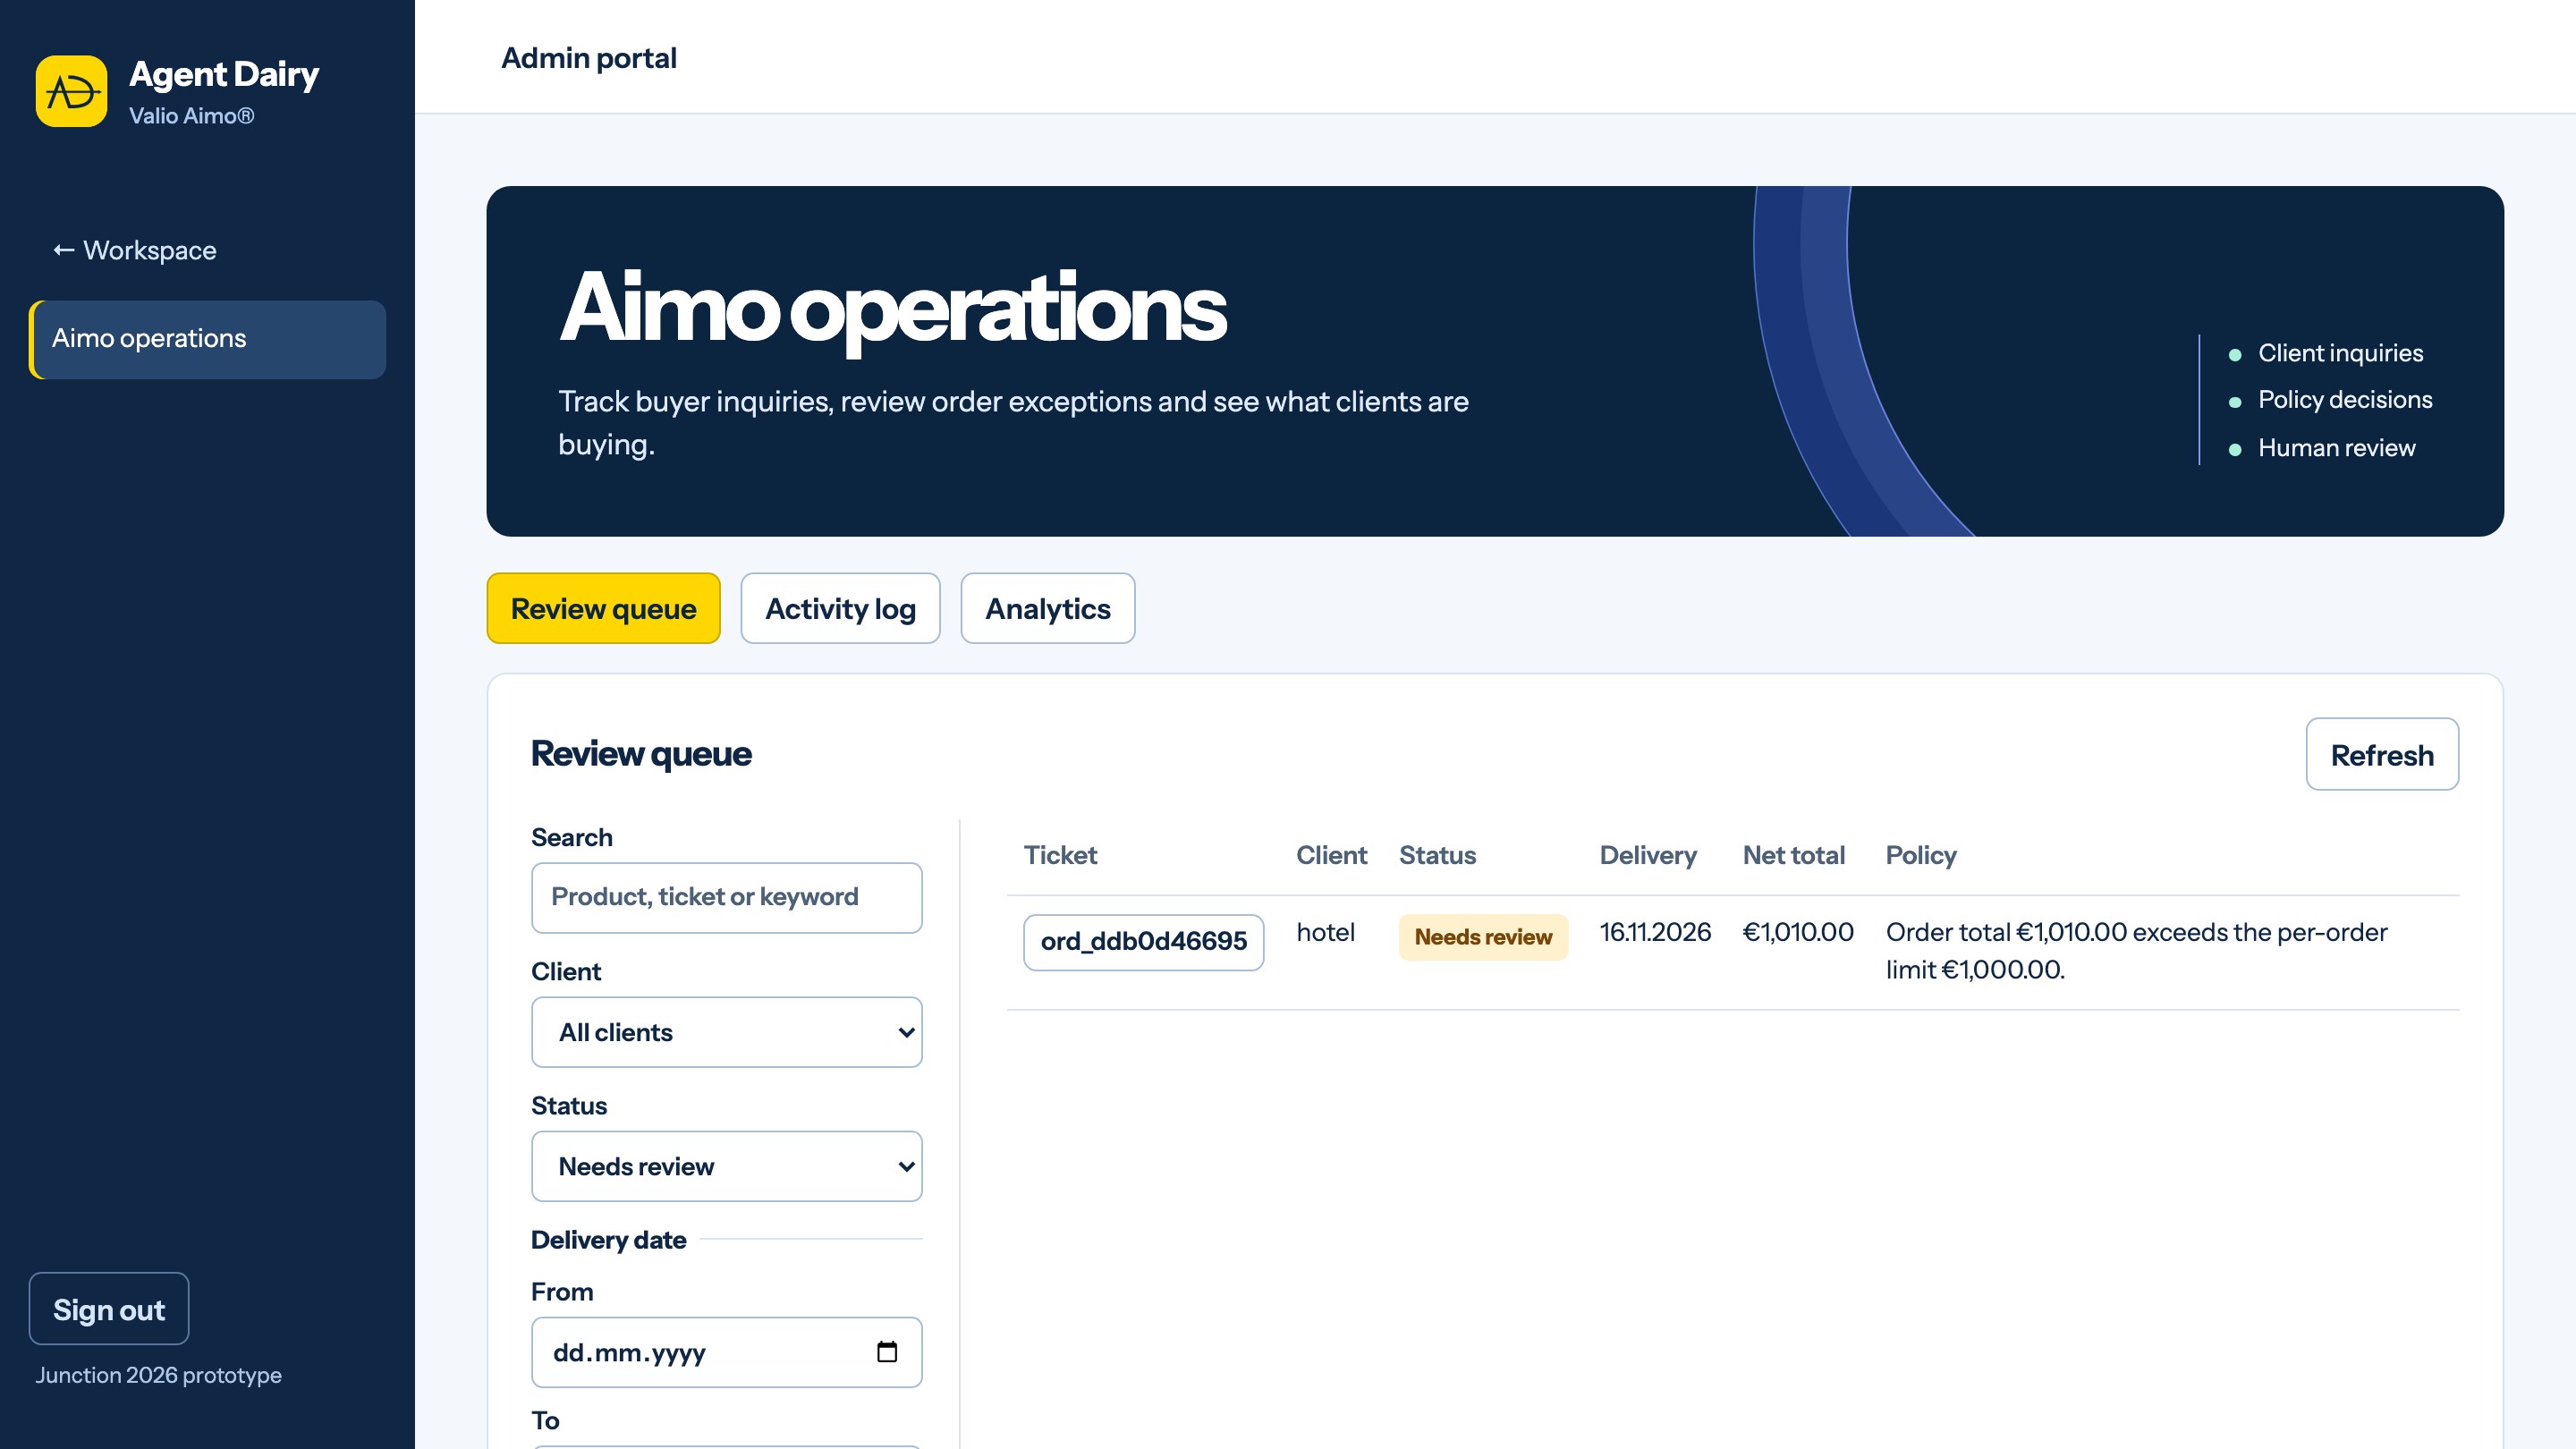 Agent Dairy
Valio Aimo®
← Workspace
Aimo operations
Sign out
Junction 2026 prototype
Admin portal
Aimo operations
Track buyer inquiries, review order exceptions and see what clients are
buying.
Client inquiries
Policy decisions
Human review
Review queue
Activity log
Analytics
Review queue
Refresh
Search
Product, ticket or keyword
Client
All clients
Status
Needs review
Delivery date
From
dd.mm.yyyy
To
Ticket Client Status Delivery Net total Policy
ord_ddb0d46695 hotel Needs review 16.11.2026 €1,010.00 Order total €1,010.00 exceeds the per-order
limit €1,000.00.